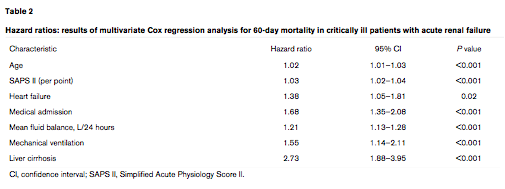 Table 2
Hazard ratios: results of multivariate Cox regression analysis for 60-day mortality in critically ill patients with acute renal failure
Characteristic Hazard ratio 95% CI P value
Age 1.02 1.01–1.03 <0.001
SAPS II (per point) 1.03 1.02–1.04 <0.001
Heart failure 1.38 1.05–1.81 0.02
Medical admission 1.68 1.35–2.08 <0.001
Mean fluid balance, L/24 hours 1.21 1.13–1.28 <0.001
Mechanical ventilation 1.55 1.14–2.11 <0.001
Liver cirrhosis 2.73 1.88–3.95 <0.001
CI, confidence interval; SAPS II, Simplified Acute Physiology Score II.